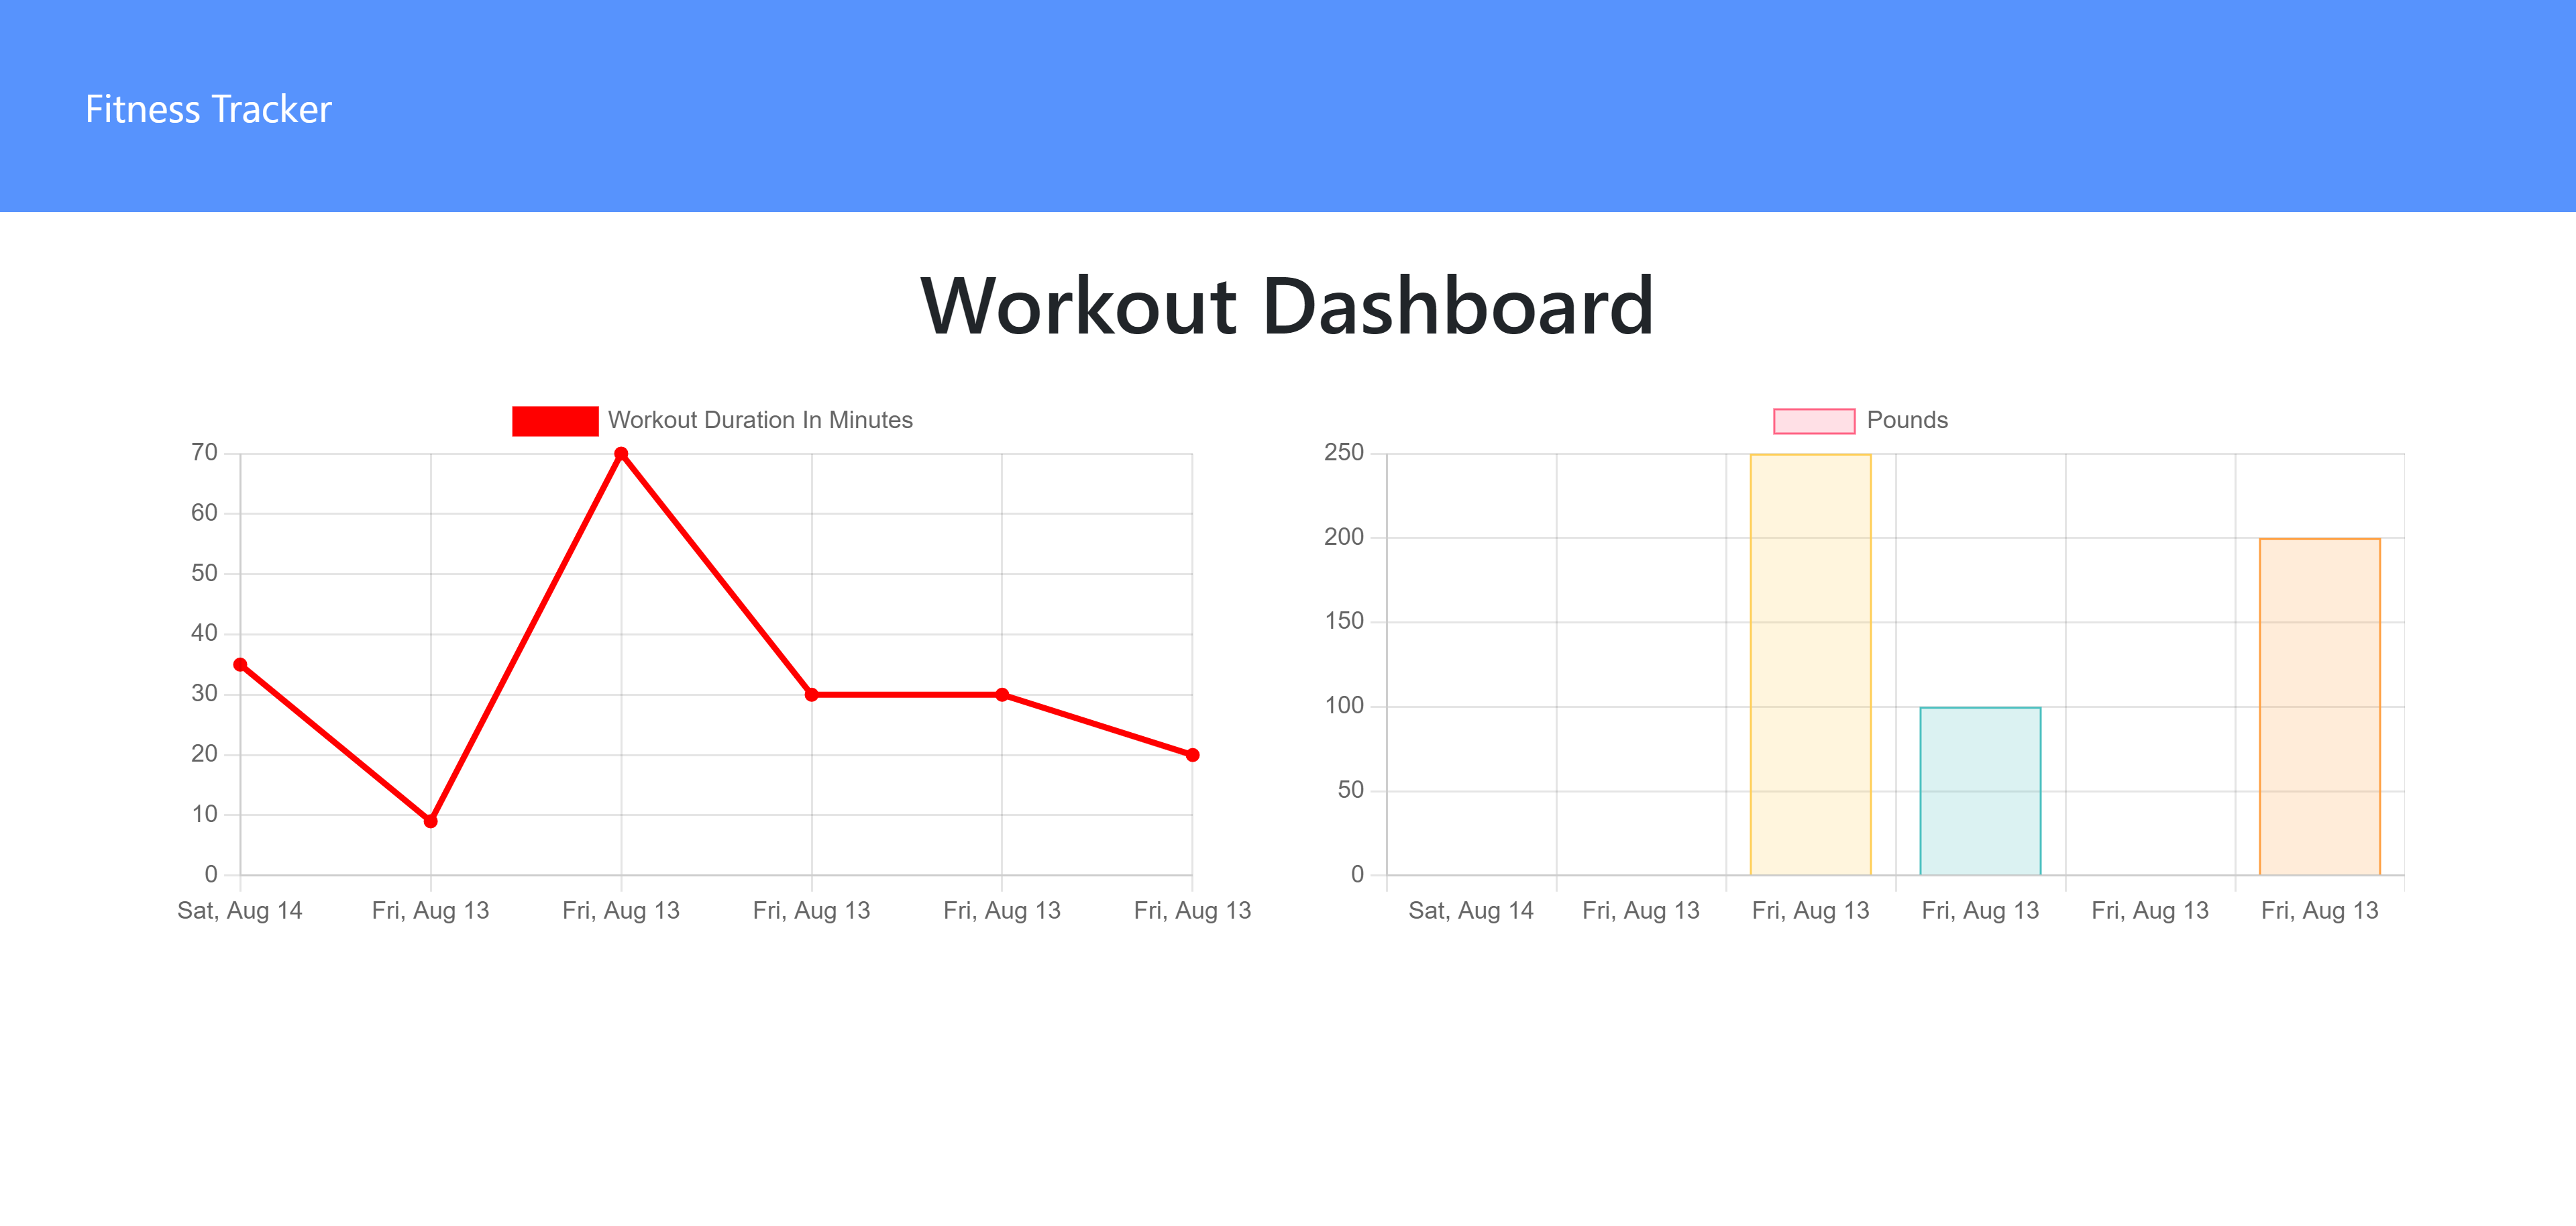 Fitness Tracker
Workout Dashboard
Workout Duration In Minutes
70
60
50
40
30
20
10
0
Sat, Aug 14 Fri, Aug 13 Fri, Aug 13 Fri, Aug 13 Fri, Aug 13 Fri, Aug 13
Pounds
250
200
150
100
50
0
Sat, Aug 14 Fri, Aug 13 Fri, Aug 13 Fri, Aug 13 Fri, Aug 13 Fri, Aug 13